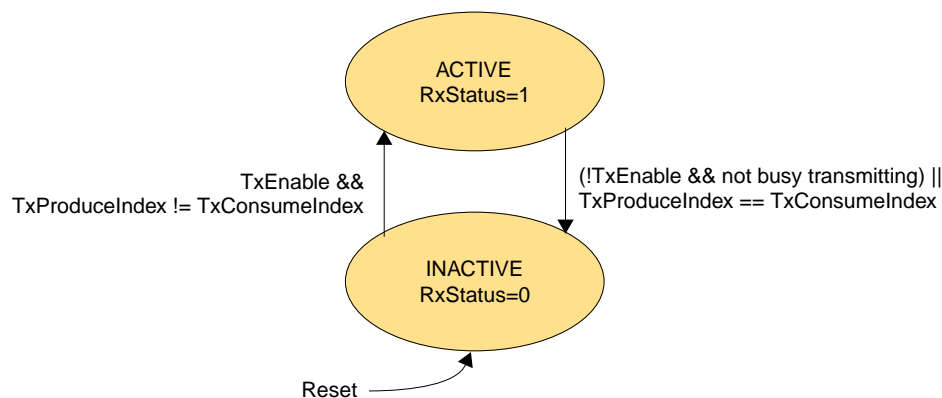 ACTIVE
RxStatus=1
TxEnable &&
TxProduceIndex != TxConsumeIndex
(!TxEnable && not busy transmitting) ||
TxProduceIndex == TxConsumeIndex
INACTIVE
RxStatus=0
Reset